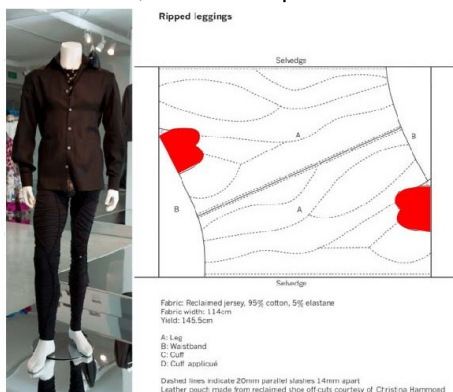 Ripped leggings
Selvedge
A
B
B
A
Selvedge
Fabric: Reclaimed jersey, 95% cotton, 5% elastane
Fabric width: 114cm
Yield: 145.5cm
A: Leg
B: Waistband
C: Cuff
D: Cuff appliqué
Dashed lines indicate 20mm parallel slashes 14mm apart
Leather pouch made from reclaimed shoe off-cuts courtesy of Christina Hammond